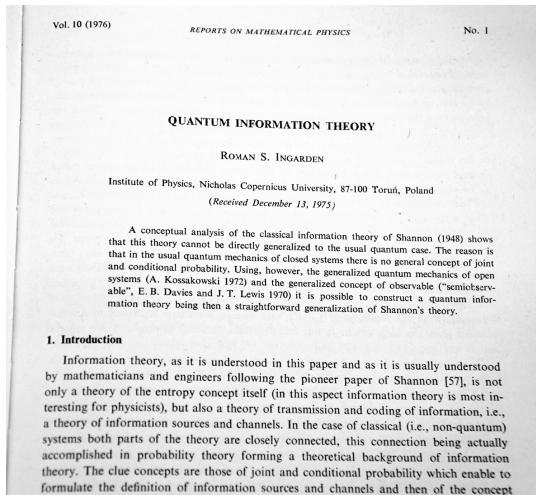 Vol. 10 (1976)
REPORTS ON MATHEMATICAL PHYSICS
No. 1
QUANTUM INFORMATION THEORY
ROMAN S. INGARDEN
Institute of Physics, Nicholas Copernicus University, 87-100 Toruń, Poland
(Received December 13, 1975)
A conceptual analysis of the classical information theory of Shannon (1948) shows
that this theory cannot be directly generalized to the usual quantum case. The reason is
that in the usual quantum mechanics of closed systems there is no general concept of joint
and conditional probability. Using, however, the generalized quantum mechanics of open
systems (A. Kossakowski 1972) and the generalized concept of observable ("semiobserv-
able", E. B. Davies and J. T. Lewis 1970) it is possible to construct a quantum infor-
mation theory being then a straightforward generalization of Shannon's theory.
1. Introduction
Information theory, as it is understood in this paper and as it is usually understood
by mathematicians and engineers following the pioneer paper of Shannon [57], is not
only a theory of the entropy concept itself (in this aspect information theory is most in-
teresting for physicists), but also a theory of transmission and coding of information, i.e.,
a theory of information sources and channels. In the case of classical (i.e., non-quantum)
systems both parts of the theory are closely connected, this connection being actually
accomplished in probability theory forming a theoretical background of information
theory. The clue concepts are those of joint and conditional probability which enable to
formulate the definition of information sources and channels and then of the concept